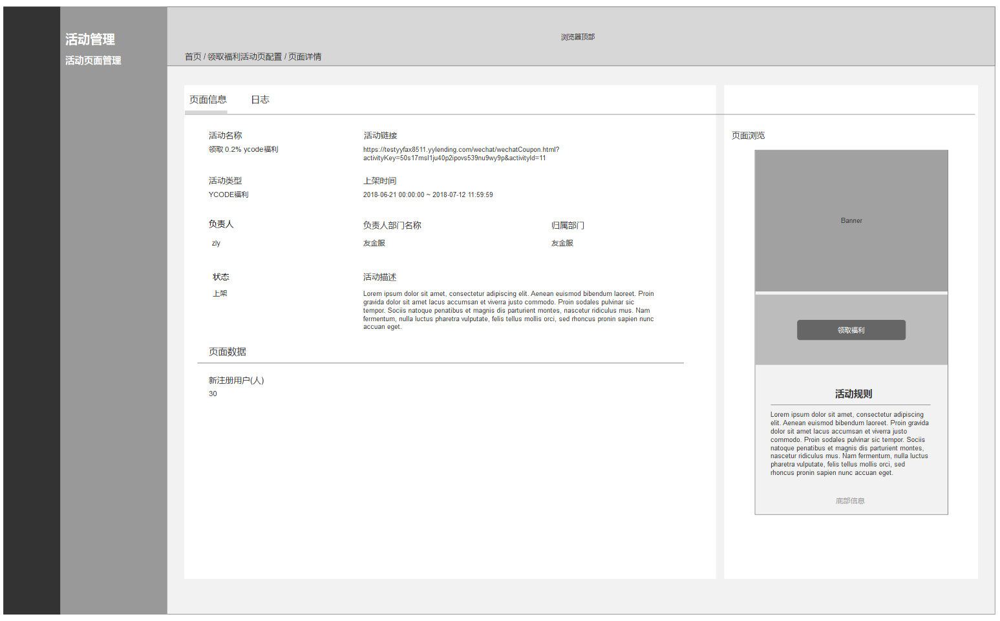 活动管理
活动页面管理
浏览器顶部
首页 / 领取福利活动页配置 / 页面详情
页面信息
日志
活动名称
领取 0.2% ycode福利
活动链接
https://testyyfax8511.yylending.com/wechat/wechatCoupon.html?
activityKey=50s17msl1ju40p2ipovs539nu9wy9p&activityId=11
活动类型
YCODE福利
上架时间
2018-06-21 00:00:00 ~ 2018-07-12 11:59:59
负责人
zly
负责人部门名称
友金服
归属部门
友金服
状态
上架
活动描述
Lorem ipsum dolor sit amet, consectetur adipiscing elit. Aenean euismod bibendum laoreet. Proin
gravida dolor sit amet lacus accumsan et viverra justo commodo. Proin sodales pulvinar sic
tempor. Sociis natoque penatibus et magnis dis parturient montes, nascetur ridiculus mus. Nam
fermentum, nulla luctus pharetra vulputate, felis tellus mollis orci, sed rhoncus pronin sapien nunc
accuan eget.
页面数据
新注册用户(人)
30
页面浏览
Banner
领取福利
活动规则
Lorem ipsum dolor sit amet, consectetur adipiscing
elit. Aenean euismod bibendum laoreet. Proin gravida
dolor sit amet lacus accumsan et viverra justo
commodo. Proin sodales pulvinar sic tempor. Sociis
natoque penatibus et magnis dis parturient montes,
nascetur ridiculus mus. Nam fermentum, nulla luctus
pharetra vulputate, felis tellus mollis orci, sed
rhoncus pronin sapien nunc accuan eget.
底部信息